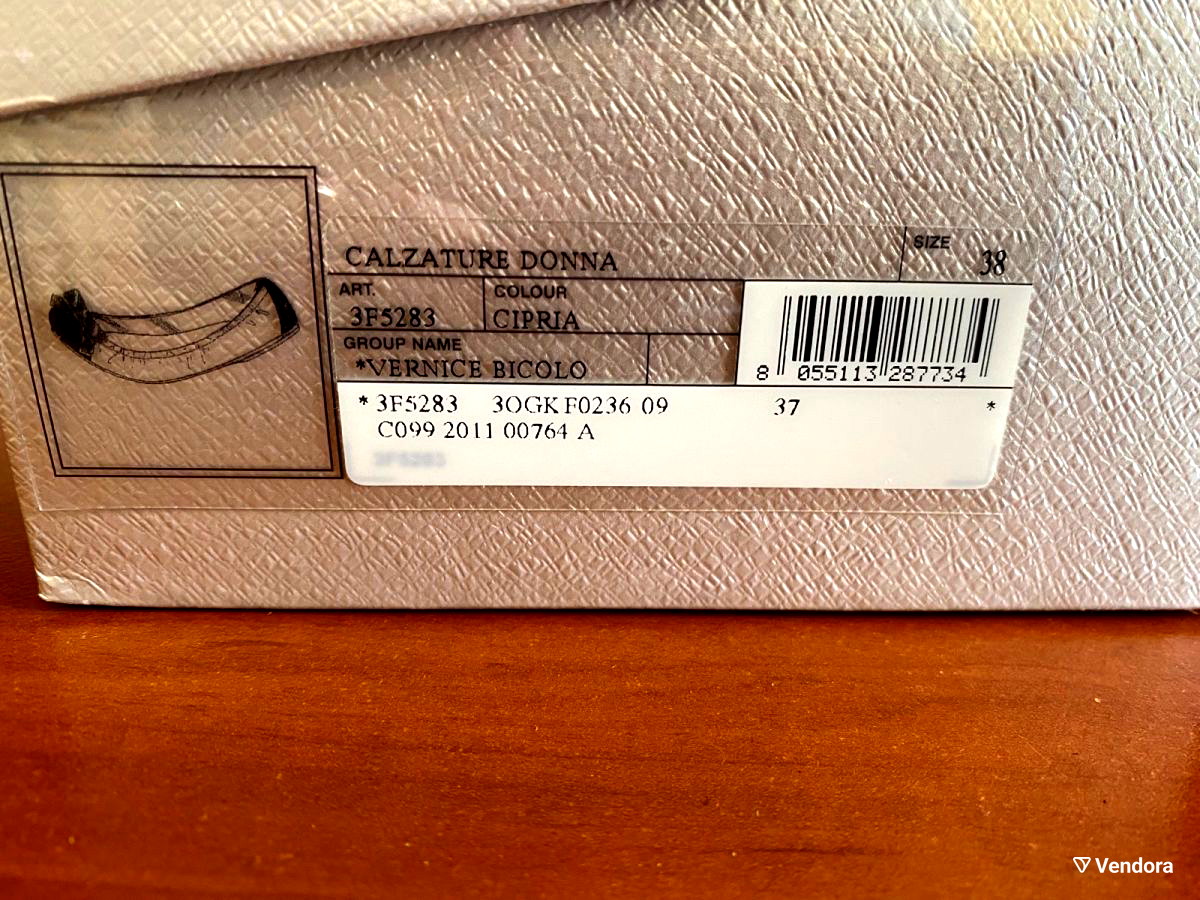 CALZATURE DONNA
SIZE
38
ART.
3F5283
COLOUR
CIPRIA
GROUP NAME
*VERNICE BICOLO
8 055113 287734
* 3F5283 3OGK F0236 09 37 *
C099 2011 00764 A
Vendora